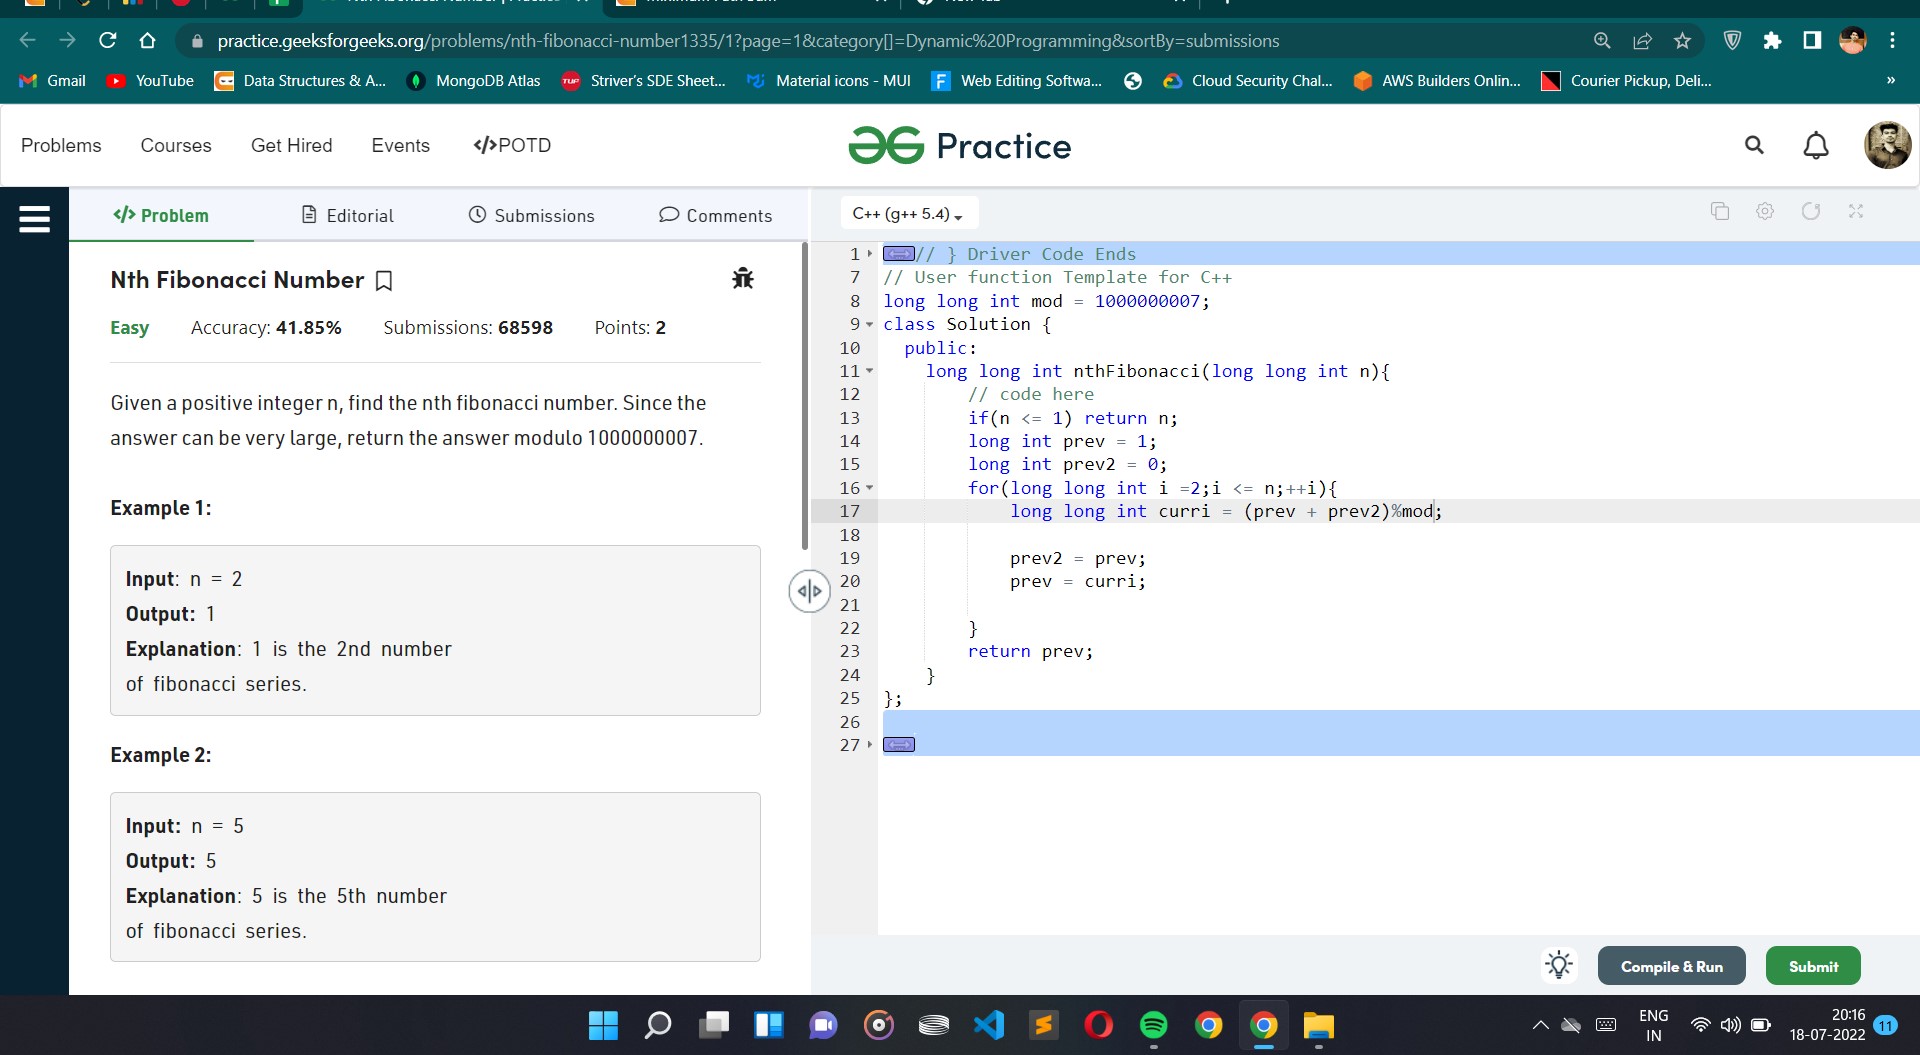 practice.geeksforgeeks.org/problems/nth-fibonacci-number1335/1?page=1&category[]=Dynamic%20Programming&sortBy=submissions
Gmail YouTube Data Structures & A... MongoDB Atlas Striver's SDE Sheet... Material icons - MUI Web Editing Softwa... Cloud Security Chal... AWS Builders Onlin... Courier Pickup, Deli... »
Problems Courses Get Hired Events </>POTD Practice
</> Problem Editorial Submissions Comments
C++ (g++ 5.4)
Nth Fibonacci Number
Easy Accuracy: 41.85% Submissions: 68598 Points: 2
Given a positive integer n, find the nth fibonacci number. Since the
answer can be very large, return the answer modulo 1000000007.
Example 1:
Input: n = 2
Output: 1
Explanation: 1 is the 2nd number
of fibonacci series.
Example 2:
Input: n = 5
Output: 5
Explanation: 5 is the 5th number
of fibonacci series.
1 // } Driver Code Ends
7 // User function Template for C++
8 long long int mod = 1000000007;
9 class Solution {
10 public:
11 long long int nthFibonacci(long long int n){
12 // code here
13 if(n <= 1) return n;
14 long int prev = 1;
15 long int prev2 = 0;
16 for(long long int i =2;i <= n;++i){
17 long long int curri = (prev + prev2)%mod;
18
19 prev2 = prev;
20 prev = curri;
21
22 }
23 return prev;
24 }
25 };
26
27
Compile & Run Submit
ENG
IN
20:16
18-07-2022
11